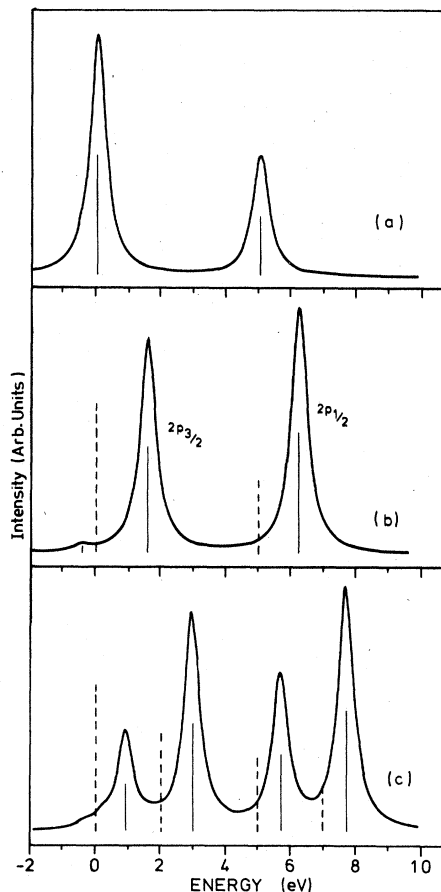 (a)
2p3/2
2p1/2
(b)
(c)
Intensity (Arb. Units)
-2 0 2 4 6 8 10
ENERGY (eV)